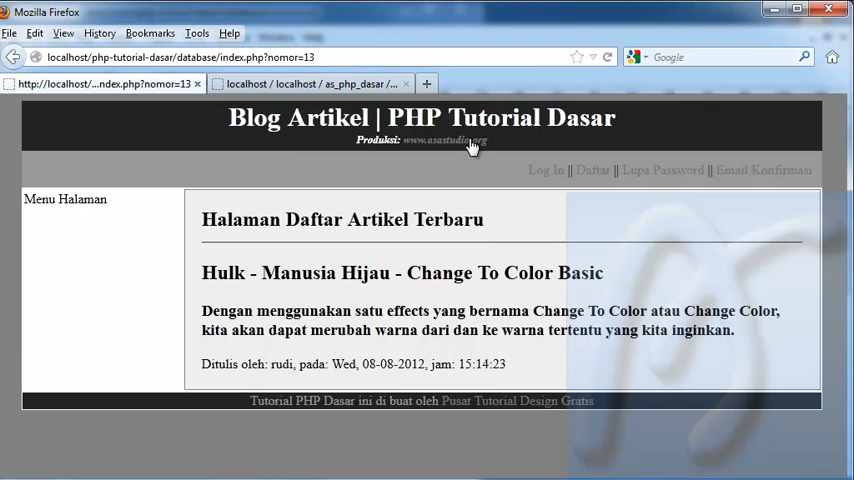 Mozilla Firefox
File Edit View History Bookmarks Tools Help
localhost/php-tutorial-dasar/database/index.php?nomor=13
Google
http://localhost/...ndex.php?nomor=13
localhost / localhost / as_php_dasar /...
Blog Artikel | PHP Tutorial Dasar
Produksi: www.asastudio.org
Log In || Daftar || Lupa Password || Email Konfirmasi
Menu Halaman
Halaman Daftar Artikel Terbaru
Hulk - Manusia Hijau - Change To Color Basic
Dengan menggunakan satu effects yang bernama Change To Color atau Change Color,
kita akan dapat merubah warna dari dan ke warna tertentu yang kita inginkan.
Ditulis oleh: rudi, pada: Wed, 08-08-2012, jam: 15:14:23
Tutorial PHP Dasar ini di buat oleh Pusat Tutorial Design Gratis